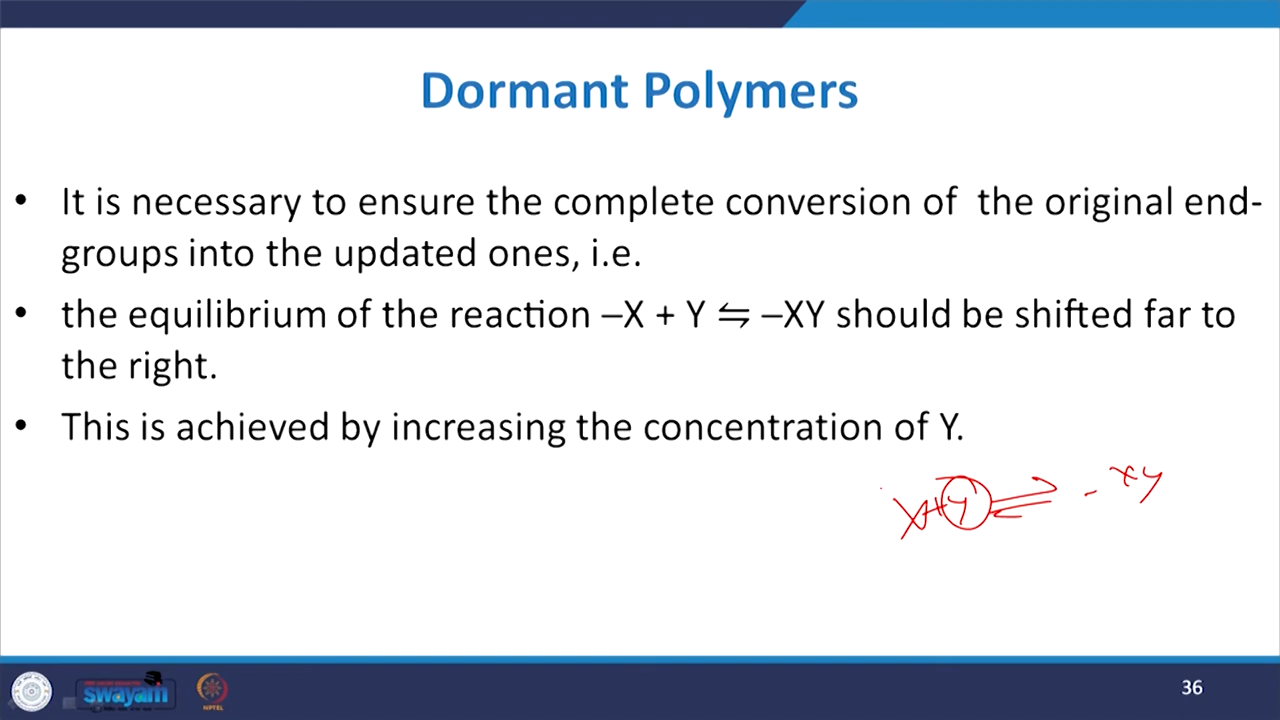 Dormant Polymers
• It is necessary to ensure the complete conversion of the original end-
groups into the updated ones, i.e.
• the equilibrium of the reaction –X + Y ⇆ –XY should be shifted far to
the right.
• This is achieved by increasing the concentration of Y.
X+Y ⇌ - XY
swayam
NPTEL
36